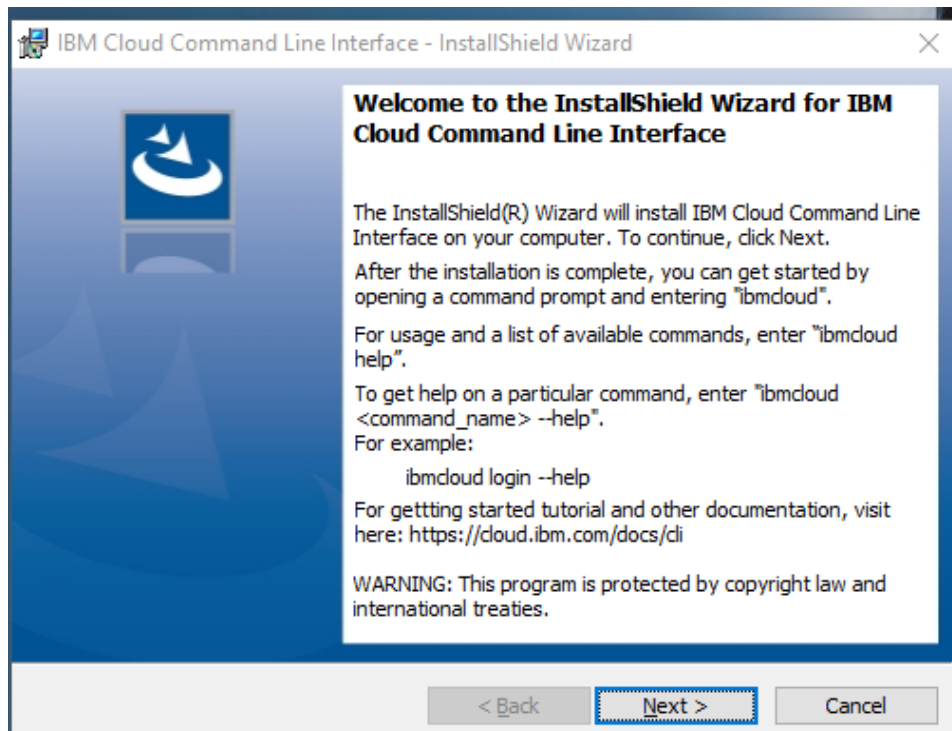 IBM Cloud Command Line Interface - InstallShield Wizard
Welcome to the InstallShield Wizard for IBM
Cloud Command Line Interface
The InstallShield(R) Wizard will install IBM Cloud Command Line
Interface on your computer. To continue, click Next.
After the installation is complete, you can get started by
opening a command prompt and entering "ibmcloud".
For usage and a list of available commands, enter “ibmcloud
help”.
To get help on a particular command, enter "ibmcloud
<command_name> --help".
For example:
ibmcloud login --help
For gettting started tutorial and other documentation, visit
here: https://cloud.ibm.com/docs/cli
WARNING: This program is protected by copyright law and
international treaties.
< Back
Next >
Cancel